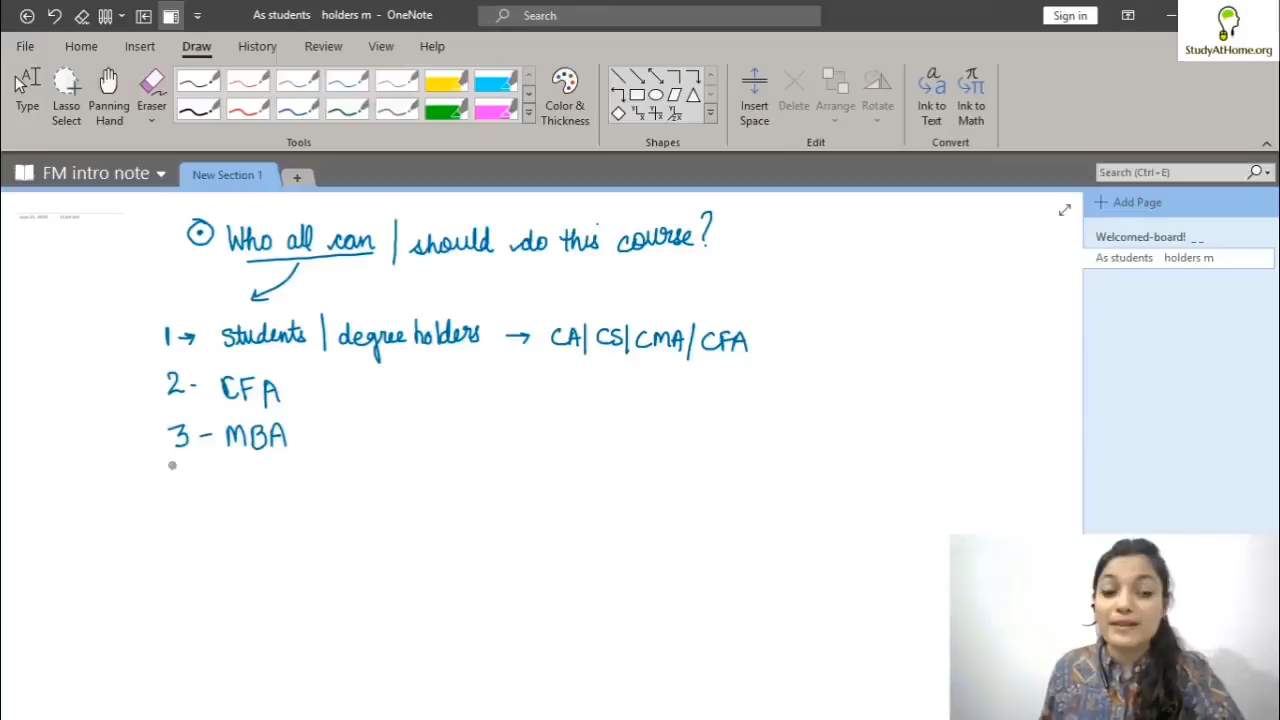 As students holders m - OneNote
Search
Sign in
StudyAtHome.org
File Home Insert Draw History Review View Help
Type
Lasso Select
Panning Hand
Eraser
Color & Thickness
Insert Space
Delete
Arrange
Rotate
Ink to Text
Ink to Math
Tools
Shapes
Edit
Convert
FM intro note
New Section 1
Search (Ctrl+E)
Add Page
Welcomed-board! _ _
As students holders m
Who all can | should do this course?
1 → students | degree holders → CA| CS| CMA/ CFA
2 - CFA
3 - MBA